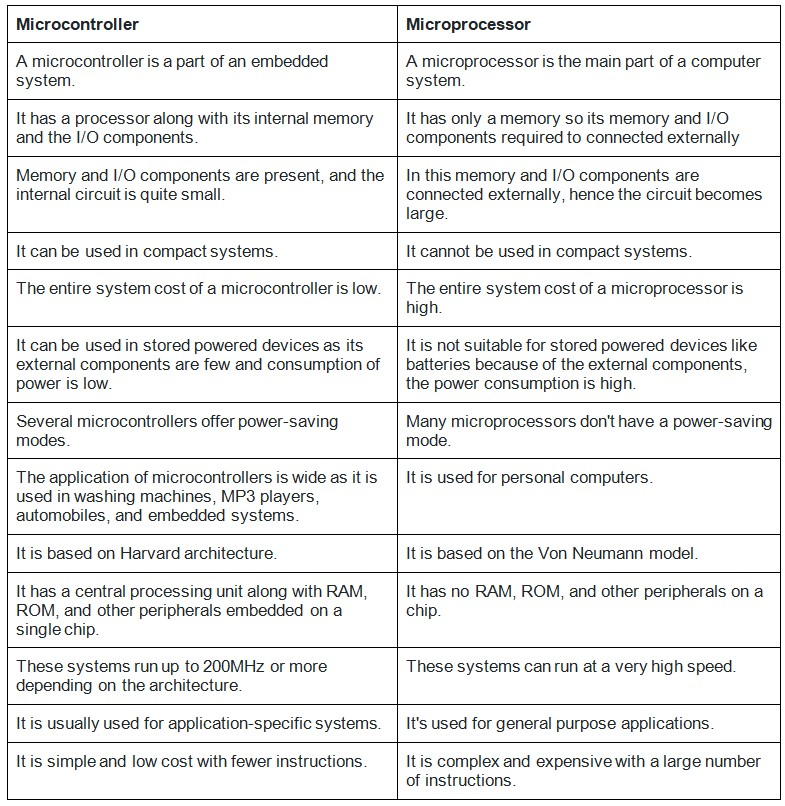 Microcontroller
Microprocessor
A microcontroller is a part of an embedded
system.
A microprocessor is the main part of a computer
system.
It has a processor along with its internal memory
and the I/O components.
It has only a memory so its memory and I/O
components required to connected externally
Memory and I/O components are present, and the
internal circuit is quite small.
In this memory and I/O components are
connected externally, hence the circuit becomes
large.
It can be used in compact systems.
It cannot be used in compact systems.
The entire system cost of a microcontroller is low.
The entire system cost of a microprocessor is
high.
It can be used in stored powered devices as its
external components are few and consumption of
power is low.
It is not suitable for stored powered devices like
batteries because of the external components,
the power consumption is high.
Several microcontrollers offer power-saving
modes.
Many microprocessors don't have a power-saving
mode.
The application of microcontrollers is wide as it is
used in washing machines, MP3 players,
automobiles, and embedded systems.
It is used for personal computers.
It is based on Harvard architecture.
It is based on the Von Neumann model.
It has a central processing unit along with RAM,
ROM, and other peripherals embedded on a
single chip.
It has no RAM, ROM, and other peripherals on a
chip.
These systems run up to 200MHz or more
depending on the architecture.
These systems can run at a very high speed.
It is usually used for application-specific systems.
It's used for general purpose applications.
It is simple and low cost with fewer instructions.
It is complex and expensive with a large number
of instructions.